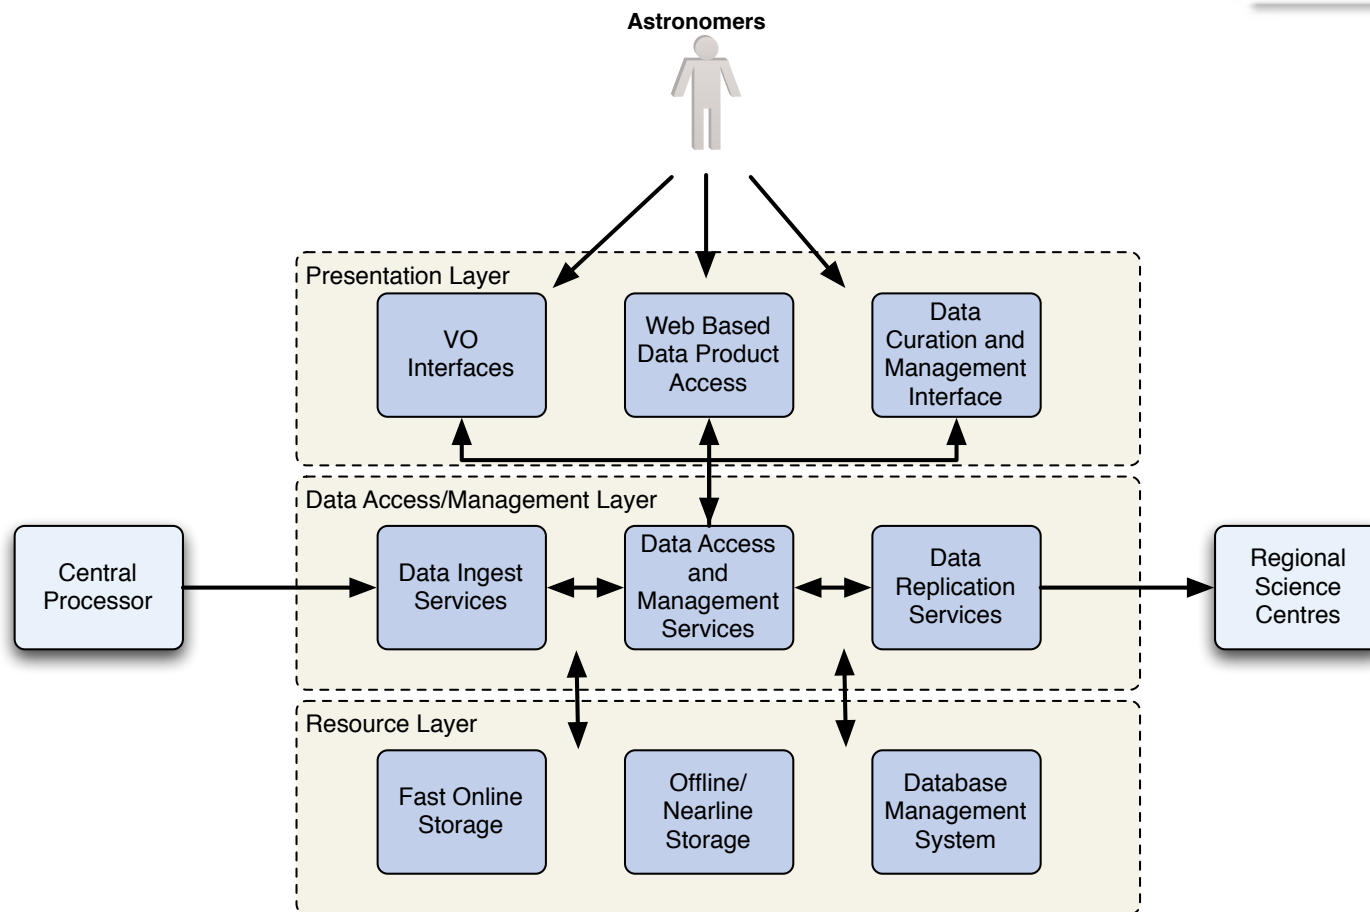 Astronomers
Presentation Layer
VO
Interfaces
Web Based
Data Product
Access
Data
Curation and
Management
Interface
Data Access/Management Layer
Central
Processor
Data Ingest
Services
Data Access
and
Management
Services
Data
Replication
Services
Regional
Science
Centres
Resource Layer
Fast Online
Storage
Offline/
Nearline
Storage
Database
Management
System